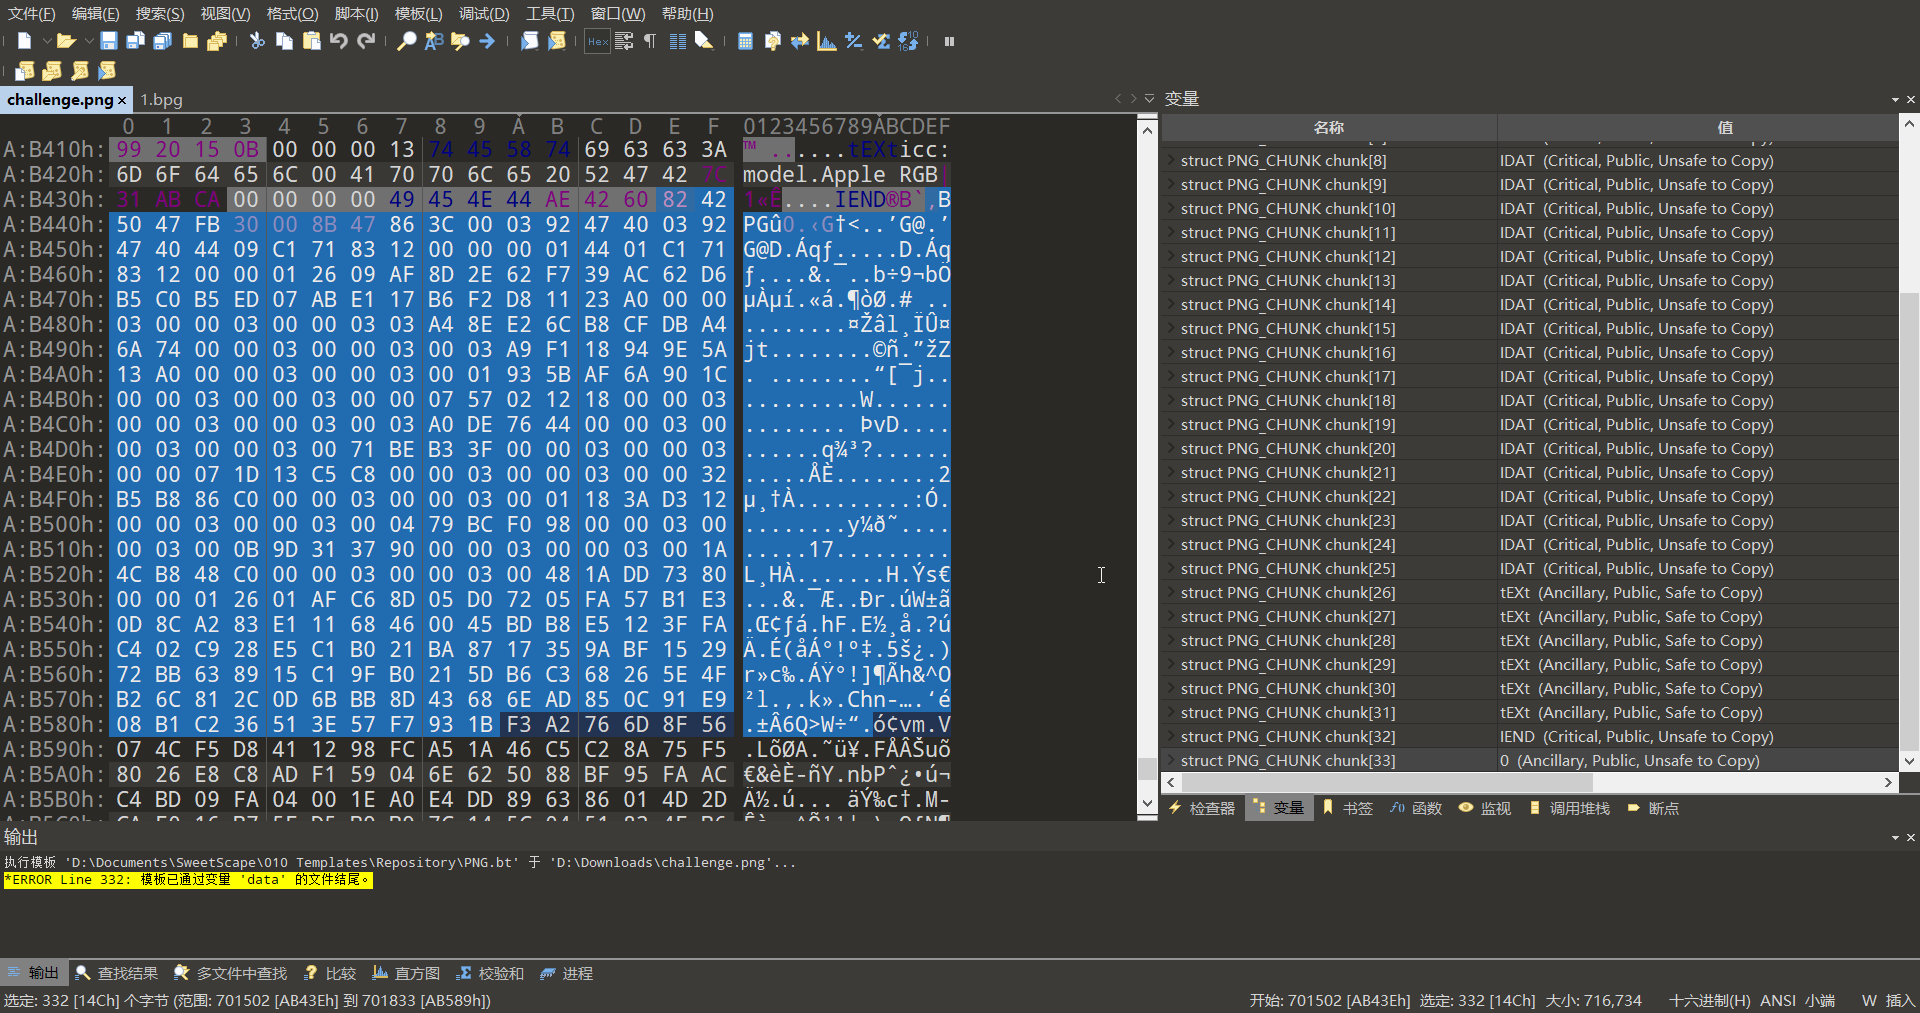 文件(F) 编辑(E) 搜索(S) 视图(V) 格式(O) 脚本(I) 模板(L) 调试(D) 工具(T) 窗口(W) 帮助(H)
challenge.png × 1.bpg
0 1 2 3 4 5 6 7 8 9 A B C D E F 0123456789ABCDEF
A:B410h: 99 20 15 0B 00 00 00 13 74 45 58 74 69 63 63 3A ™ ......tEXticc:
A:B420h: 6D 6F 64 65 6C 00 41 70 70 6C 65 20 52 47 42 7C model.Apple RGB|
A:B430h: 31 AB CA 00 00 00 00 49 45 4E 44 AE 42 60 82 42 1«Ê....IEND®B`‚B
A:B440h: 50 47 FB 30 00 8B 47 86 3C 00 03 92 47 40 03 92 PGû0.‹G†<..’G@.’
A:B450h: 47 40 44 09 C1 71 83 12 00 00 00 01 44 01 C1 71 G@D.Áqƒ.....D.Áq
A:B460h: 83 12 00 00 01 26 09 AF 8D 2E 62 F7 39 AC 62 D6 ƒ....&.¯..b÷9¬bÖ
A:B470h: B5 C0 B5 ED 07 AB E1 17 B6 F2 D8 11 23 A0 00 00 µÀµí.«á.¶òØ.# ..
A:B480h: 03 00 00 03 00 00 03 03 A4 8E E2 6C B8 CF DB A4 ........¤Žâl¸ÏÛ¤
A:B490h: 6A 74 00 00 03 00 00 03 00 03 A9 F1 18 94 9E 5A jt........©ñ.”žZ
A:B4A0h: 13 A0 00 00 03 00 00 03 00 01 93 5B AF 6A 90 1C . ........“[¯j..
A:B4B0h: 00 00 03 00 00 03 00 00 07 57 02 12 18 00 00 03 .........W......
A:B4C0h: 00 00 03 00 00 03 00 03 A0 DE 76 44 00 00 03 00 ........ ÞvD....
A:B4D0h: 00 03 00 00 03 00 71 BE B3 3F 00 00 03 00 00 03 ......q¾³?......
A:B4E0h: 00 00 07 1D 13 C5 C8 00 00 03 00 00 03 00 00 32 .....ÅÈ........2
A:B4F0h: B5 B8 86 C0 00 00 03 00 00 03 00 01 18 3A D3 12 µ¸†À.........:Ó.
A:B500h: 00 00 03 00 00 03 00 04 79 BC F0 98 00 00 03 00 ........y¼ð˜....
A:B510h: 00 03 00 0B 9D 31 37 90 00 00 03 00 00 03 00 1A .....17.........
A:B520h: 4C B8 48 C0 00 00 03 00 00 03 00 48 1A DD 73 80 L¸HÀ.......H.Ýs€
A:B530h: 00 00 01 26 01 AF C6 8D 05 D0 72 05 FA 57 B1 E3 ...&.¯Æ..Ðr.úW±ã
A:B540h: 0D 8C A2 83 E1 11 68 46 00 45 BD B8 E5 12 3F FA .Œ¢ƒá.hF.E½¸å.?ú
A:B550h: C4 02 C9 28 E5 C1 B0 21 BA 87 17 35 9A BF 15 29 Ä.É(åÁ°!º‡.5š¿.)
A:B560h: 72 BB 63 89 15 C1 9F B0 21 5D B6 C3 68 26 5E 4F r»c‰.ÁŸ°!]¶Ãh&^O
A:B570h: B2 6C 81 2C 0D 6B BB 8D 43 68 6E AD 85 0C 91 E9 ²l.,.k».Chn-….‘é
A:B580h: 08 B1 C2 36 51 3E 57 F7 93 1B F3 A2 76 6D 8F 56 .±Â6Q>W÷“.ó¢vm.V
A:B590h: 07 4C F5 D8 41 12 98 FC A5 1A 46 C5 C2 8A 75 F5 .LõØA.˜ü¥.FÅÂŠuõ
A:B5A0h: 80 26 E8 C8 AD F1 59 04 6E 62 50 88 BF 95 FA AC €&èÈ-ñY.nbPˆ¿•ú¬
A:B5B0h: C4 BD 09 FA 04 00 1E A0 E4 DD 89 63 86 01 4D 2D Ä½.ú... äÝ‰c†.M-
变量
名称 值
struct PNG_CHUNK chunk[8] IDAT (Critical, Public, Unsafe to Copy)
struct PNG_CHUNK chunk[9] IDAT (Critical, Public, Unsafe to Copy)
struct PNG_CHUNK chunk[10] IDAT (Critical, Public, Unsafe to Copy)
struct PNG_CHUNK chunk[11] IDAT (Critical, Public, Unsafe to Copy)
struct PNG_CHUNK chunk[12] IDAT (Critical, Public, Unsafe to Copy)
struct PNG_CHUNK chunk[13] IDAT (Critical, Public, Unsafe to Copy)
struct PNG_CHUNK chunk[14] IDAT (Critical, Public, Unsafe to Copy)
struct PNG_CHUNK chunk[15] IDAT (Critical, Public, Unsafe to Copy)
struct PNG_CHUNK chunk[16] IDAT (Critical, Public, Unsafe to Copy)
struct PNG_CHUNK chunk[17] IDAT (Critical, Public, Unsafe to Copy)
struct PNG_CHUNK chunk[18] IDAT (Critical, Public, Unsafe to Copy)
struct PNG_CHUNK chunk[19] IDAT (Critical, Public, Unsafe to Copy)
struct PNG_CHUNK chunk[20] IDAT (Critical, Public, Unsafe to Copy)
struct PNG_CHUNK chunk[21] IDAT (Critical, Public, Unsafe to Copy)
struct PNG_CHUNK chunk[22] IDAT (Critical, Public, Unsafe to Copy)
struct PNG_CHUNK chunk[23] IDAT (Critical, Public, Unsafe to Copy)
struct PNG_CHUNK chunk[24] IDAT (Critical, Public, Unsafe to Copy)
struct PNG_CHUNK chunk[25] IDAT (Critical, Public, Unsafe to Copy)
struct PNG_CHUNK chunk[26] tEXt (Ancillary, Public, Safe to Copy)
struct PNG_CHUNK chunk[27] tEXt (Ancillary, Public, Safe to Copy)
struct PNG_CHUNK chunk[28] tEXt (Ancillary, Public, Safe to Copy)
struct PNG_CHUNK chunk[29] tEXt (Ancillary, Public, Safe to Copy)
struct PNG_CHUNK chunk[30] tEXt (Ancillary, Public, Safe to Copy)
struct PNG_CHUNK chunk[31] tEXt (Ancillary, Public, Safe to Copy)
struct PNG_CHUNK chunk[32] IEND (Critical, Public, Unsafe to Copy)
struct PNG_CHUNK chunk[33] 0 (Ancillary, Public, Unsafe to Copy)
检查器 变量 书签 函数 监视 调用堆栈 断点
输出
执行模板 'D:\Documents\SweetScape\010 Templates\Repository\PNG.bt' 于 'D:\Downloads\challenge.png'...
*ERROR Line 332: 模板已通过变量 'data' 的文件结尾。
输出 查找结果 多文件中查找 比较 直方图 校验和 进程
选定: 332 [14Ch] 个字节 (范围: 701502 [AB43Eh] 到 701833 [AB589h]) 开始: 701502 [AB43Eh] 选定: 332 [14Ch] 大小: 716,734 十六进制(H) ANSI 小端 W 插入